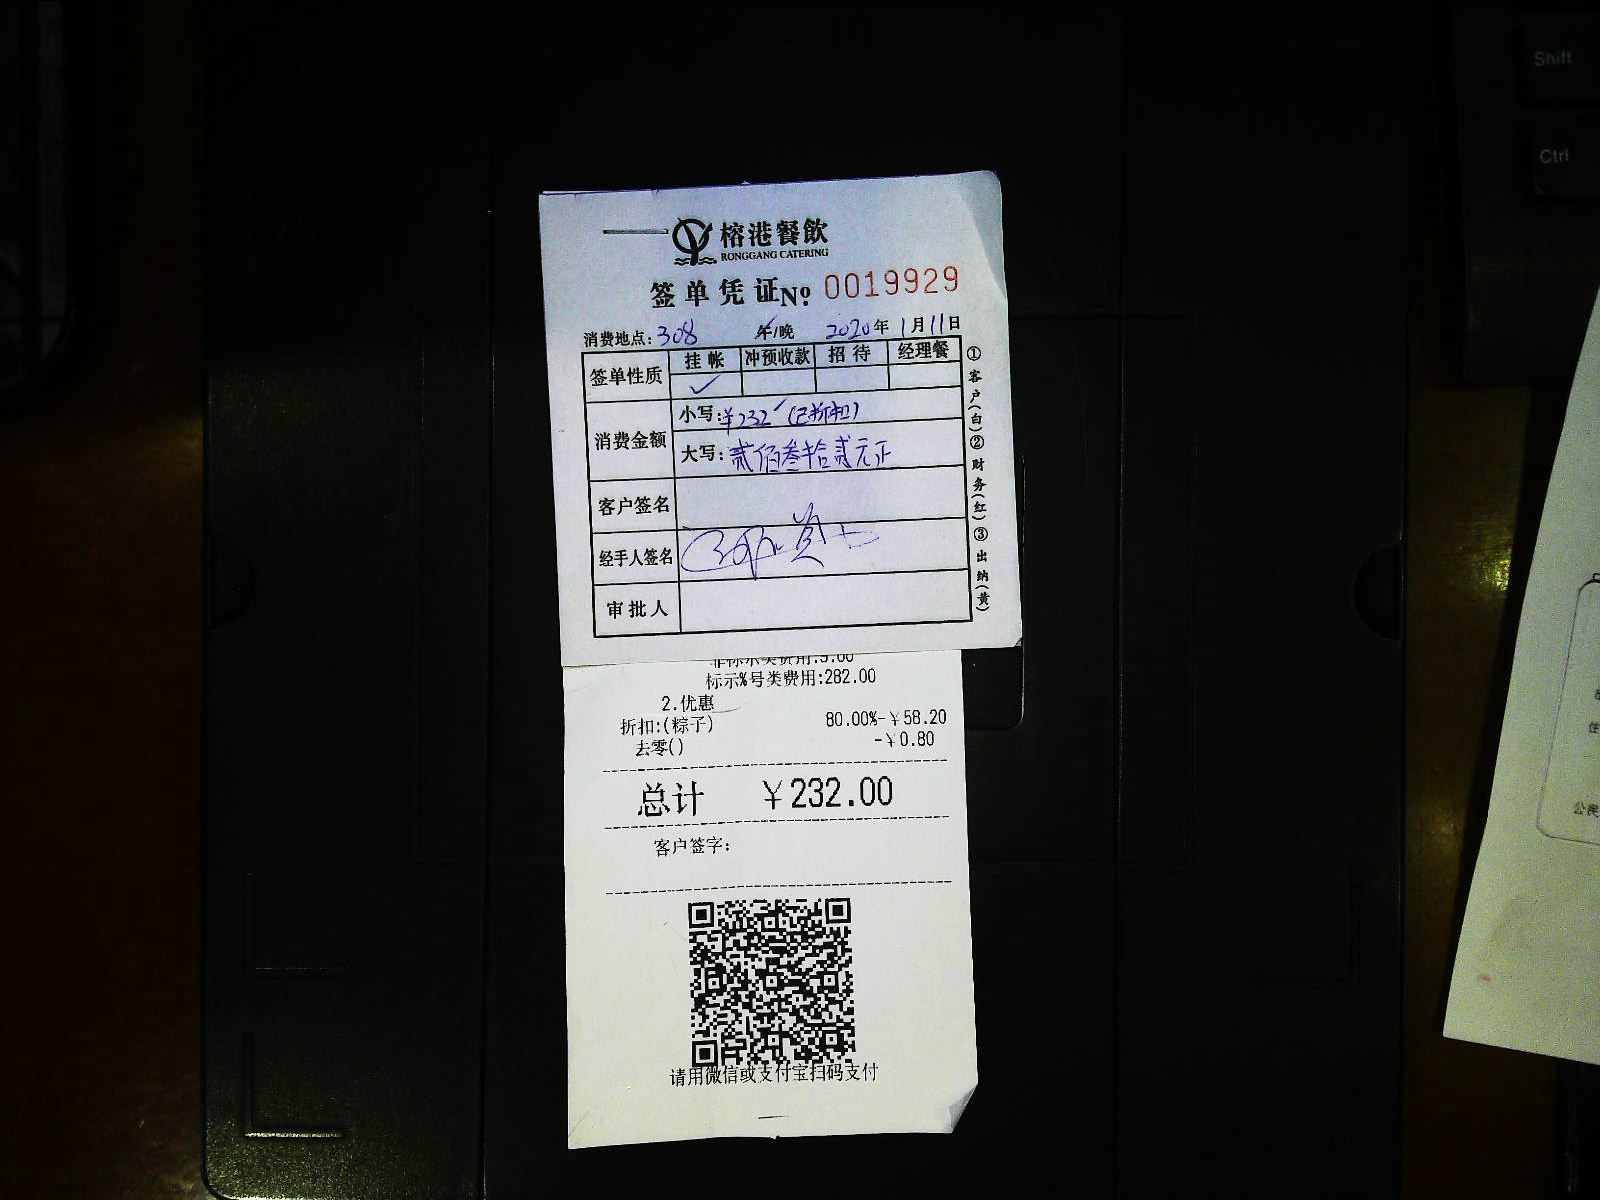 榕港餐飲
RONGGANG CATERING
签单凭证№ 0019929
消费地点:308 午/晚 2020年1月11日
签单性质 挂帐 冲预收款 招待 经理餐
✓
消费金额 小写:¥232 (已折扣)
大写:贰佰叁拾贰元正
客户签名
经手人签名
审批人
①客户(白)②财务(红)③出纳(黄)
标示%号类费用:282.00
2.优惠
折扣:(粽子) 80.00%-¥58.20
去零() -¥0.80
总计 ¥232.00
客户签字:
请用微信或支付宝扫码支付
Shift
Ctrl
公民